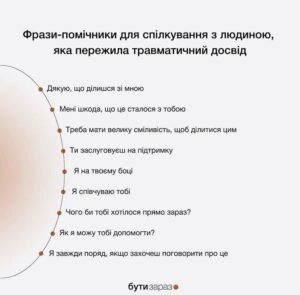 Фрази-помічники для спілкування з людиною,
яка пережила травматичний досвід
Дякую, що ділишся зі мною
Мені шкода, що це сталося з тобою
Треба мати велику сміливість, щоб ділитися цим
Ти заслуговуєш на підтримку
Я на твоєму боці
Я співчуваю тобі
Чого би тобі хотілося прямо зараз?
Як я можу тобі допомогти?
Я завжди поряд, якщо захочеш поговорити про це
бутизараз